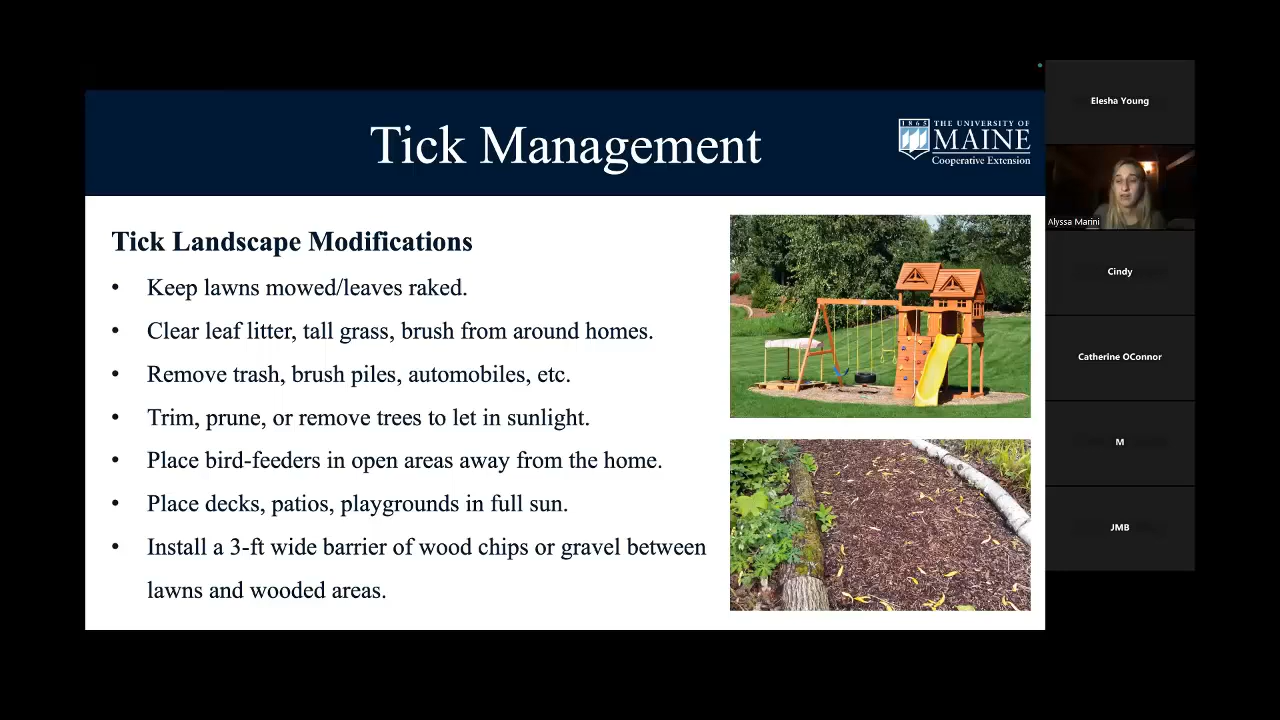 Tick Management
1865
THE UNIVERSITY OF
MAINE
Cooperative Extension
Tick Landscape Modifications
• Keep lawns mowed/leaves raked.
• Clear leaf litter, tall grass, brush from around homes.
• Remove trash, brush piles, automobiles, etc.
• Trim, prune, or remove trees to let in sunlight.
• Place bird-feeders in open areas away from the home.
• Place decks, patios, playgrounds in full sun.
• Install a 3-ft wide barrier of wood chips or gravel between
lawns and wooded areas.
Elesha Young
Alyssa Marini
Cindy
Catherine OConnor
M
JMB